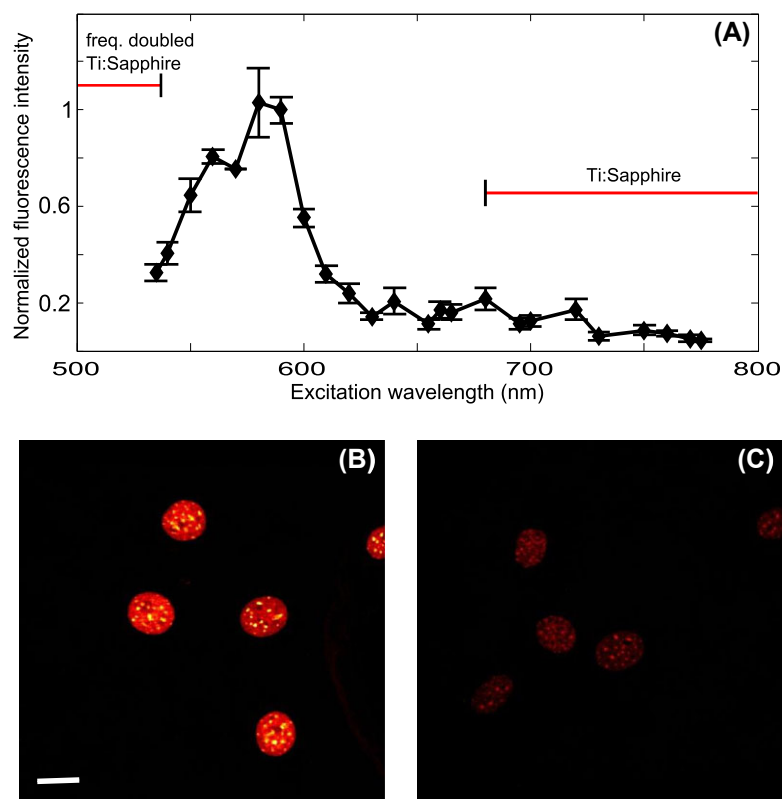 freq. doubled
Ti:Sapphire
(A)
Normalized fluorescence intensity
1
0.6
0.2
Ti:Sapphire
500 600 700 800
Excitation wavelength (nm)
(B)
(C)